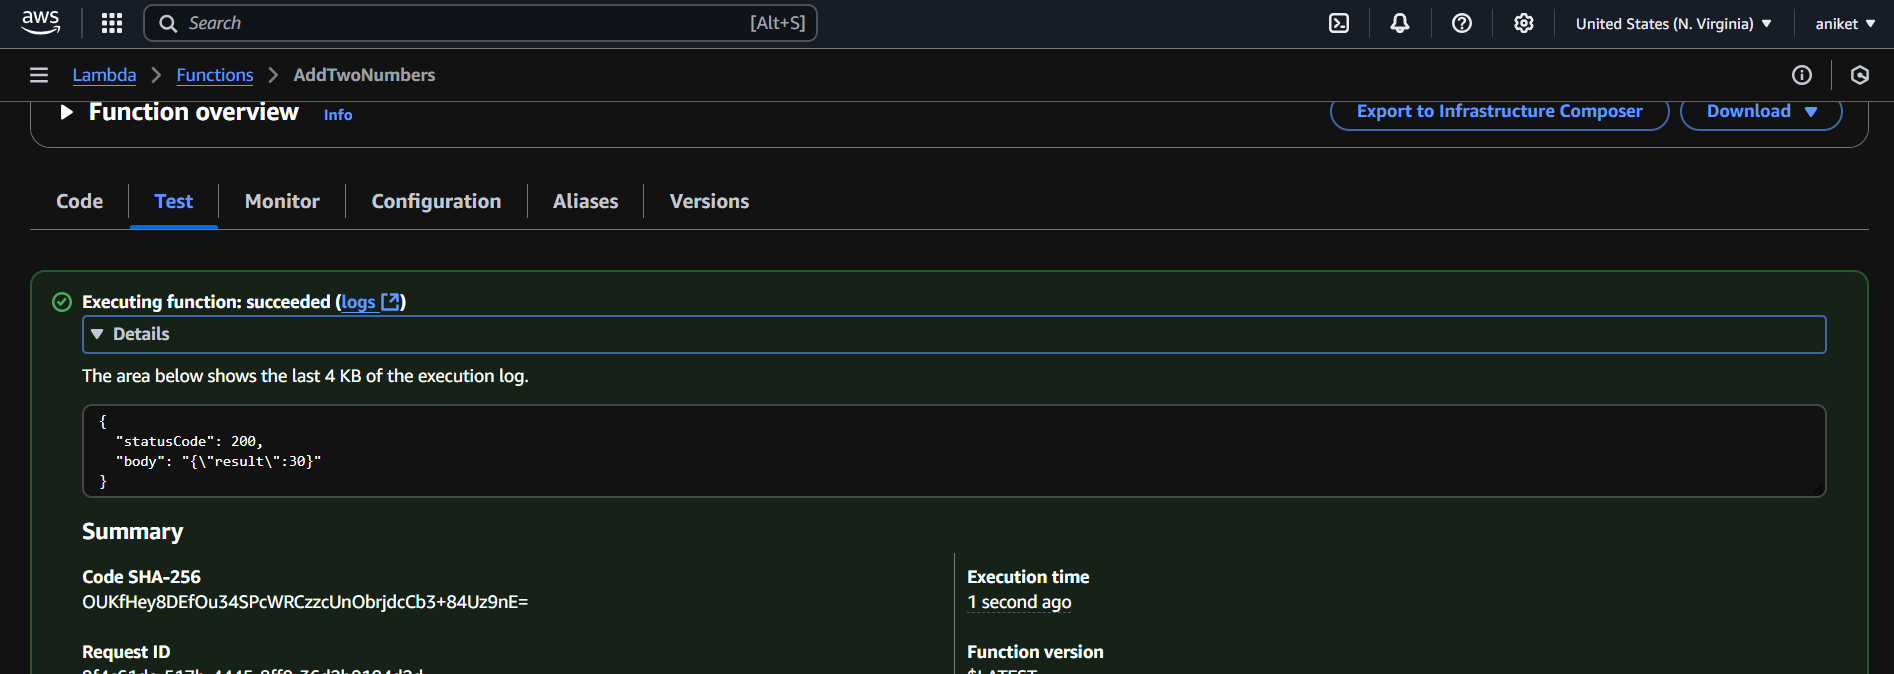 aws Search [Alt+S] United States (N. Virginia) aniket
Lambda Functions AddTwoNumbers
Function overview Info Export to Infrastructure Composer Download
Code Test Monitor Configuration Aliases Versions
Executing function: succeeded (logs)
Details
The area below shows the last 4 KB of the execution log.
{
"statusCode": 200,
"body": "{\"result\":30}"
}
Summary
Code SHA-256
OUKfHey8DEfOu34SPcWRCzzcUnObrjdcCb3+84Uz9nE=
Execution time
1 second ago
Request ID
Function version
$LATEST